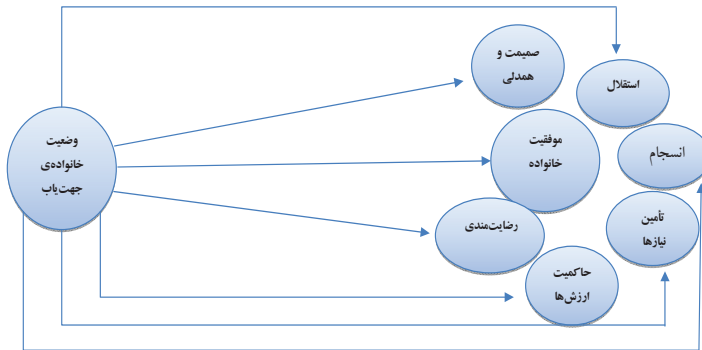 وضعیت
خانواده‌ی
جهت‌یاب
صمیمت و
همدلی
استقلال
موفقیت
خانواده
انسجام
رضایت‌مندی
تأمین
نیازها
حاکمیت
ارزش‌ها